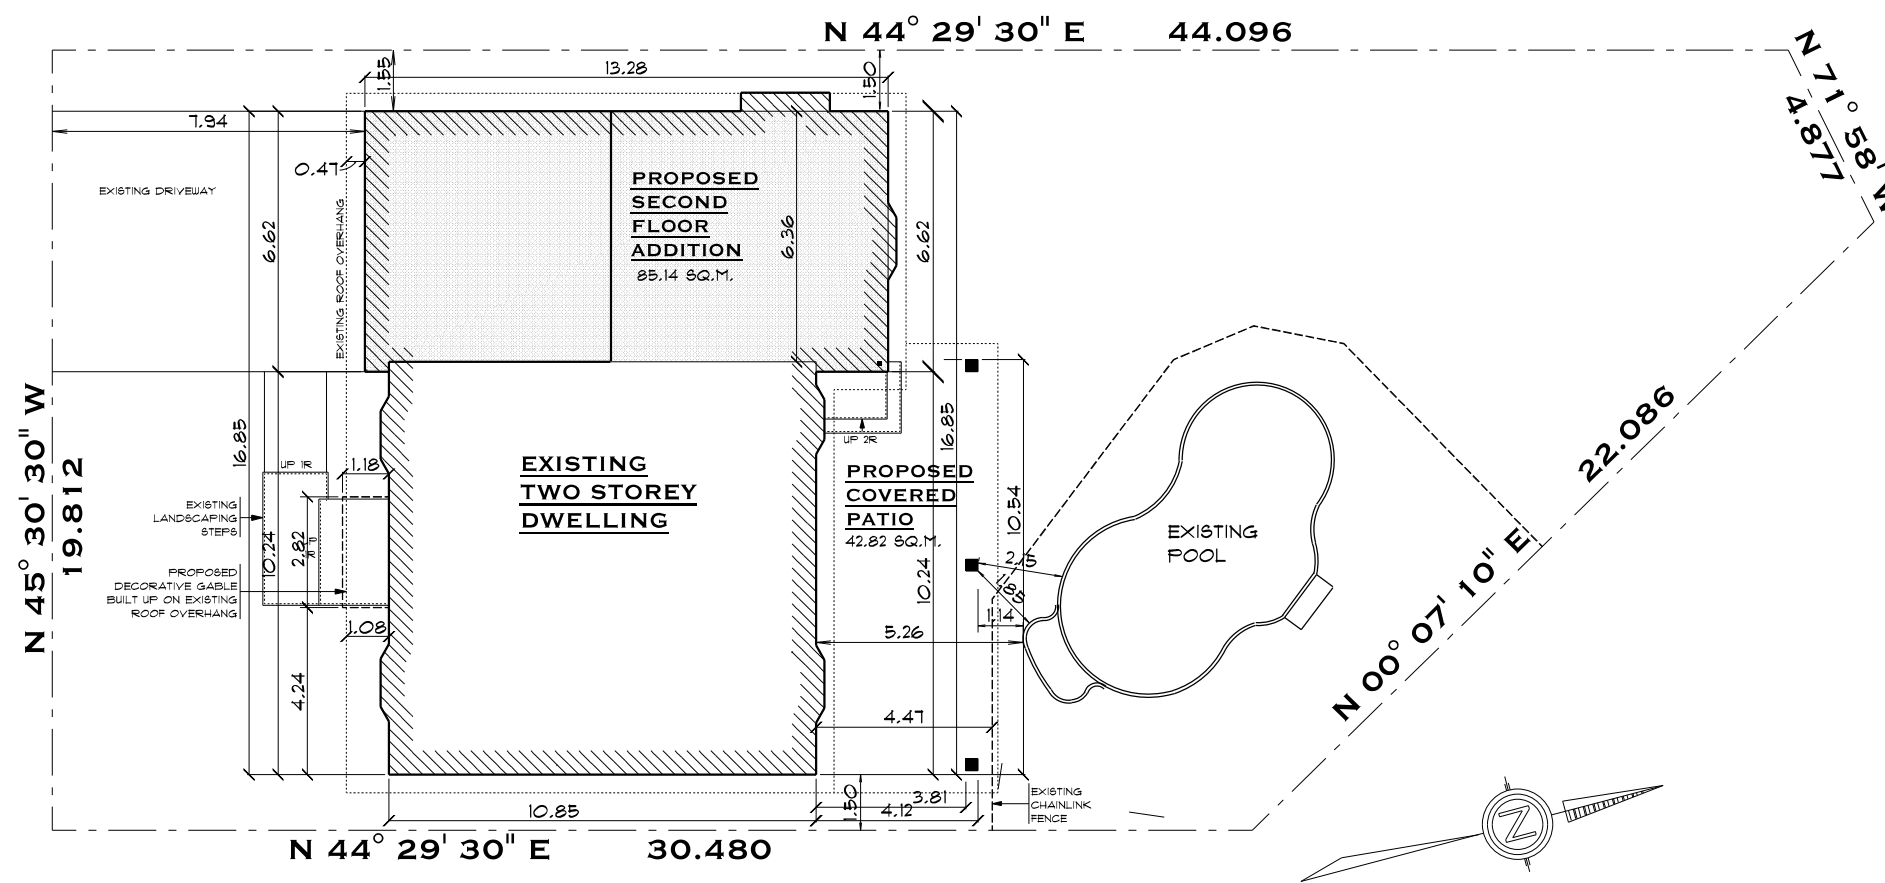 N 44° 29' 30" E 44.096
N 71° 58' W
4.877
13.28
1.55
1.50
7.94
0.47
EXISTING DRIVEWAY
EXISTING ROOF OVERHANG
6.62
PROPOSED
SECOND
FLOOR
ADDITION
85.14 SQ.M.
6.36
6.62
16.85
N 45° 30' 30" W
19.812
UP 1R
1.18
EXISTING
LANDSCAPING
STEPS
10.24
2.82
PROPOSED
DECORATIVE GABLE
BUILT UP ON EXISTING
ROOF OVERHANG
1.08
4.24
EXISTING
TWO STOREY
DWELLING
UP 2R
16.85
PROPOSED
COVERED
PATIO
42.82 SQ.M.
10.54
10.24
2.15
1.85
1.14
5.26
4.47
EXISTING
POOL
22.086
N 00° 07' 10" E
10.85
1.50
3.81
4.12
EXISTING
CHAINLINK
FENCE
N 44° 29' 30" E 30.480
N